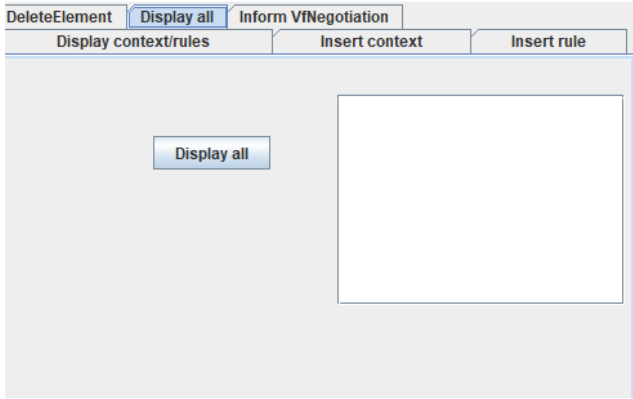 DeleteElement Display all Inform VfNegotiation
Display context/rules Insert context Insert rule
Display all